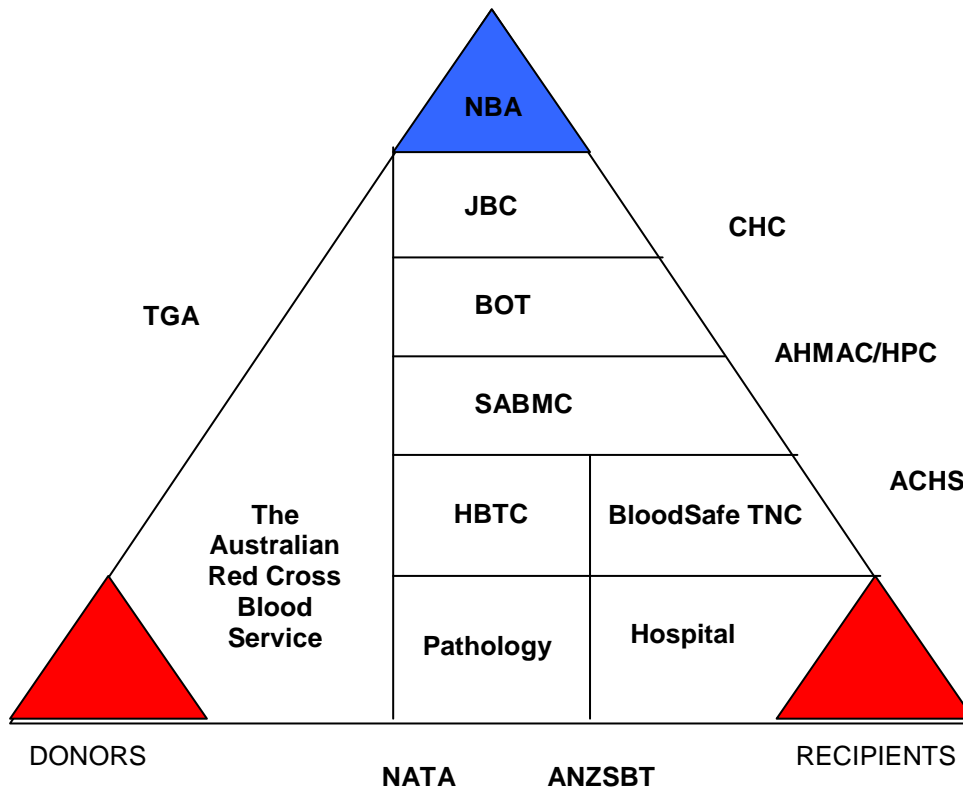 NBA
JBC
CHC
TGA
BOT
AHMAC/HPC
SABMC
ACHS
HBTC
BloodSafe TNC
The
Australian
Red Cross
Blood
Service
Pathology
Hospital
DONORS
RECIPIENTS
NATA
ANZSBT